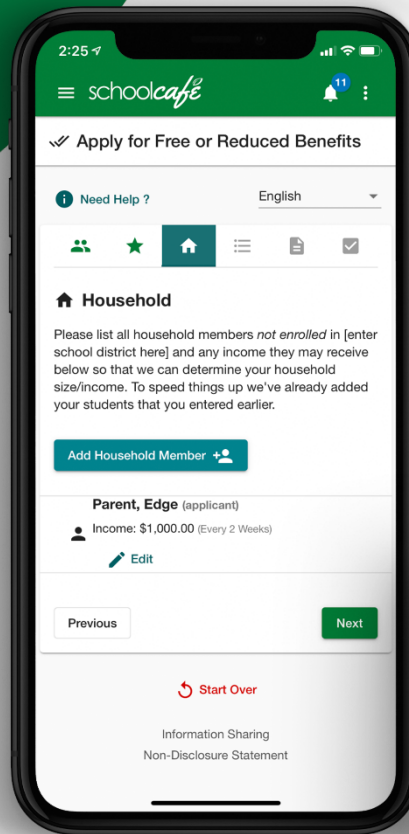 2:25
schoolcafé
11
Apply for Free or Reduced Benefits
Need Help ?
English
Household
Please list all household members not enrolled in [enter
school district here] and any income they may receive
below so that we can determine your household
size/income. To speed things up we've already added
your students that you entered earlier.
Add Household Member
Parent, Edge (applicant)
Income: $1,000.00 (Every 2 Weeks)
Edit
Previous
Next
Start Over
Information Sharing
Non-Disclosure Statement